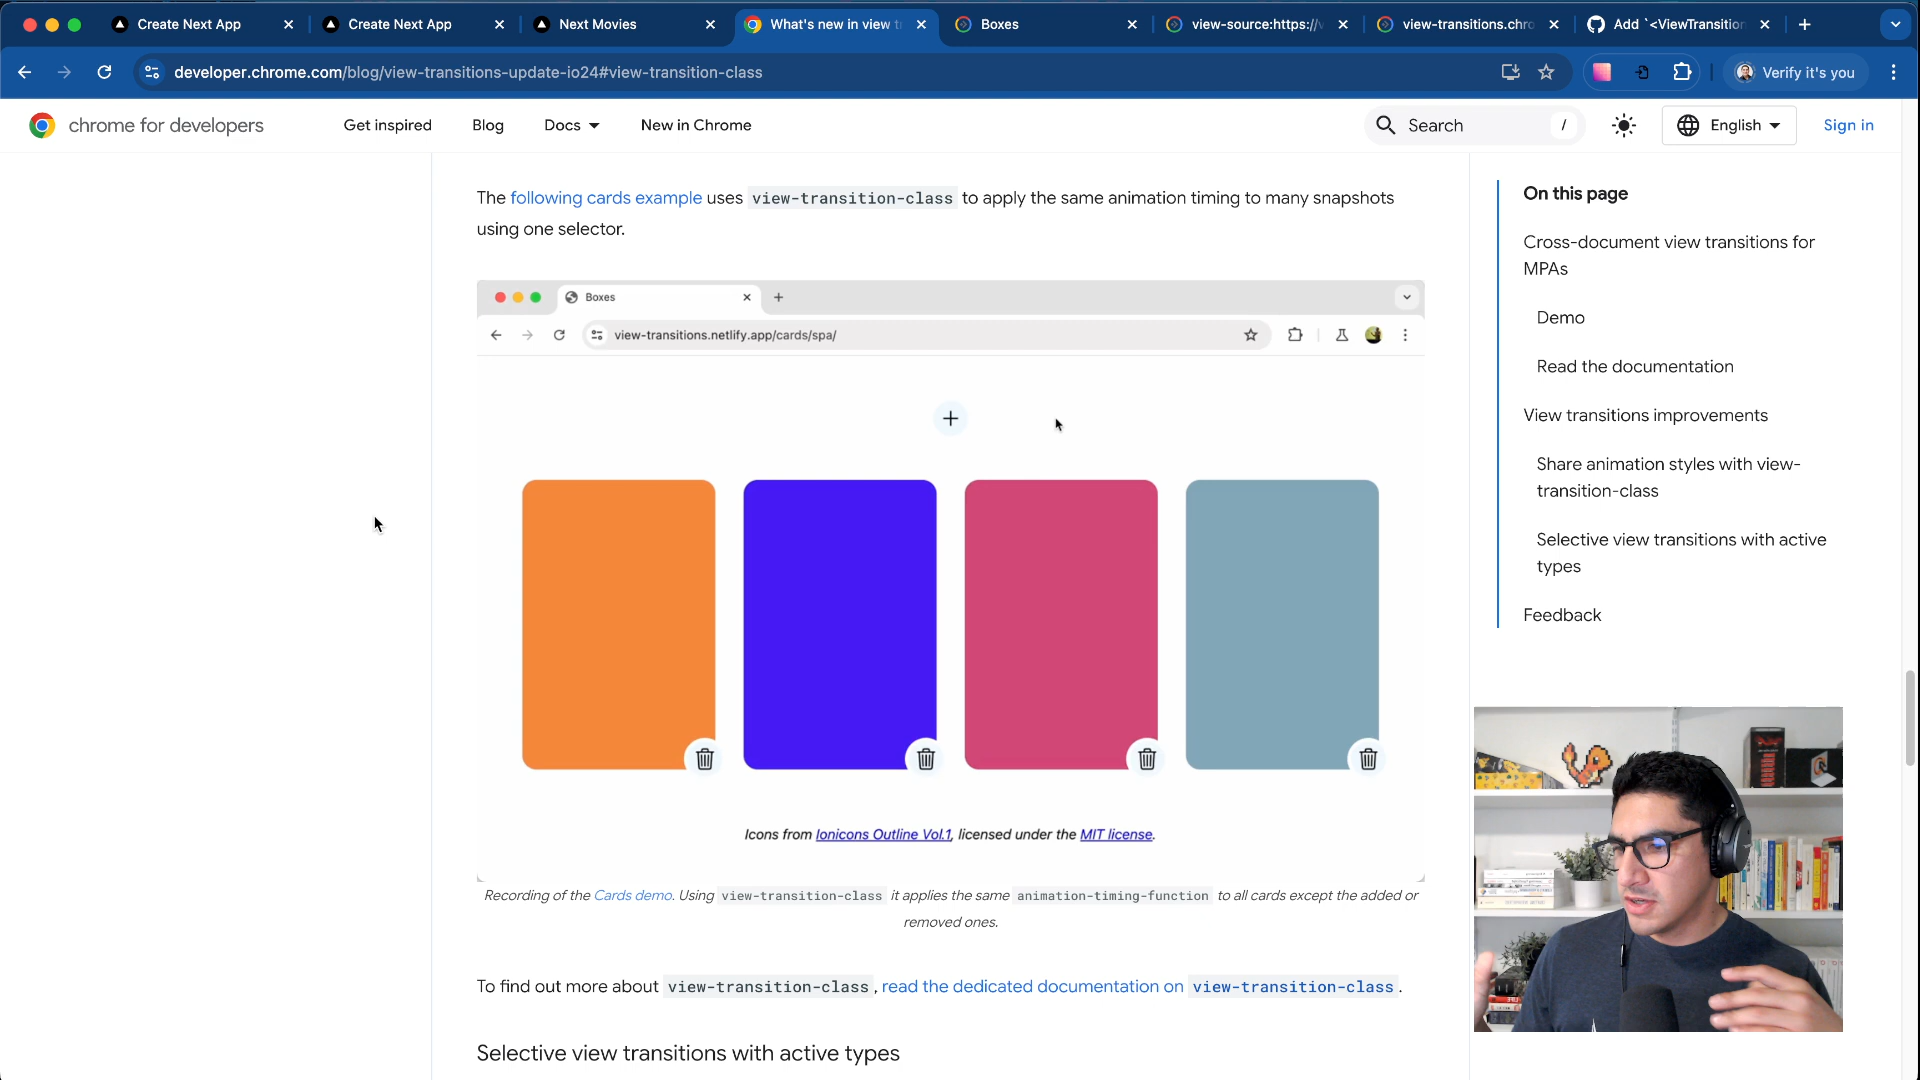 Create Next App
Create Next App
Next Movies
What's new in view t
Boxes
view-source:https://v
view-transitions.chro
Add `<ViewTransition
developer.chrome.com/blog/view-transitions-update-io24#view-transition-class
Verify it's you
chrome for developers
Get inspired
Blog
Docs
New in Chrome
Search
/
English
Sign in
The following cards example uses view-transition-class to apply the same animation timing to many snapshots
using one selector.
Boxes
view-transitions.netlify.app/cards/spa/
Icons from Ionicons Outline Vol.1, licensed under the MIT license.
Recording of the Cards demo. Using view-transition-class it applies the same animation-timing-function to all cards except the added or
removed ones.
To find out more about view-transition-class, read the dedicated documentation on view-transition-class.
Selective view transitions with active types
On this page
Cross-document view transitions for
MPAs
Demo
Read the documentation
View transitions improvements
Share animation styles with view-
transition-class
Selective view transitions with active
types
Feedback